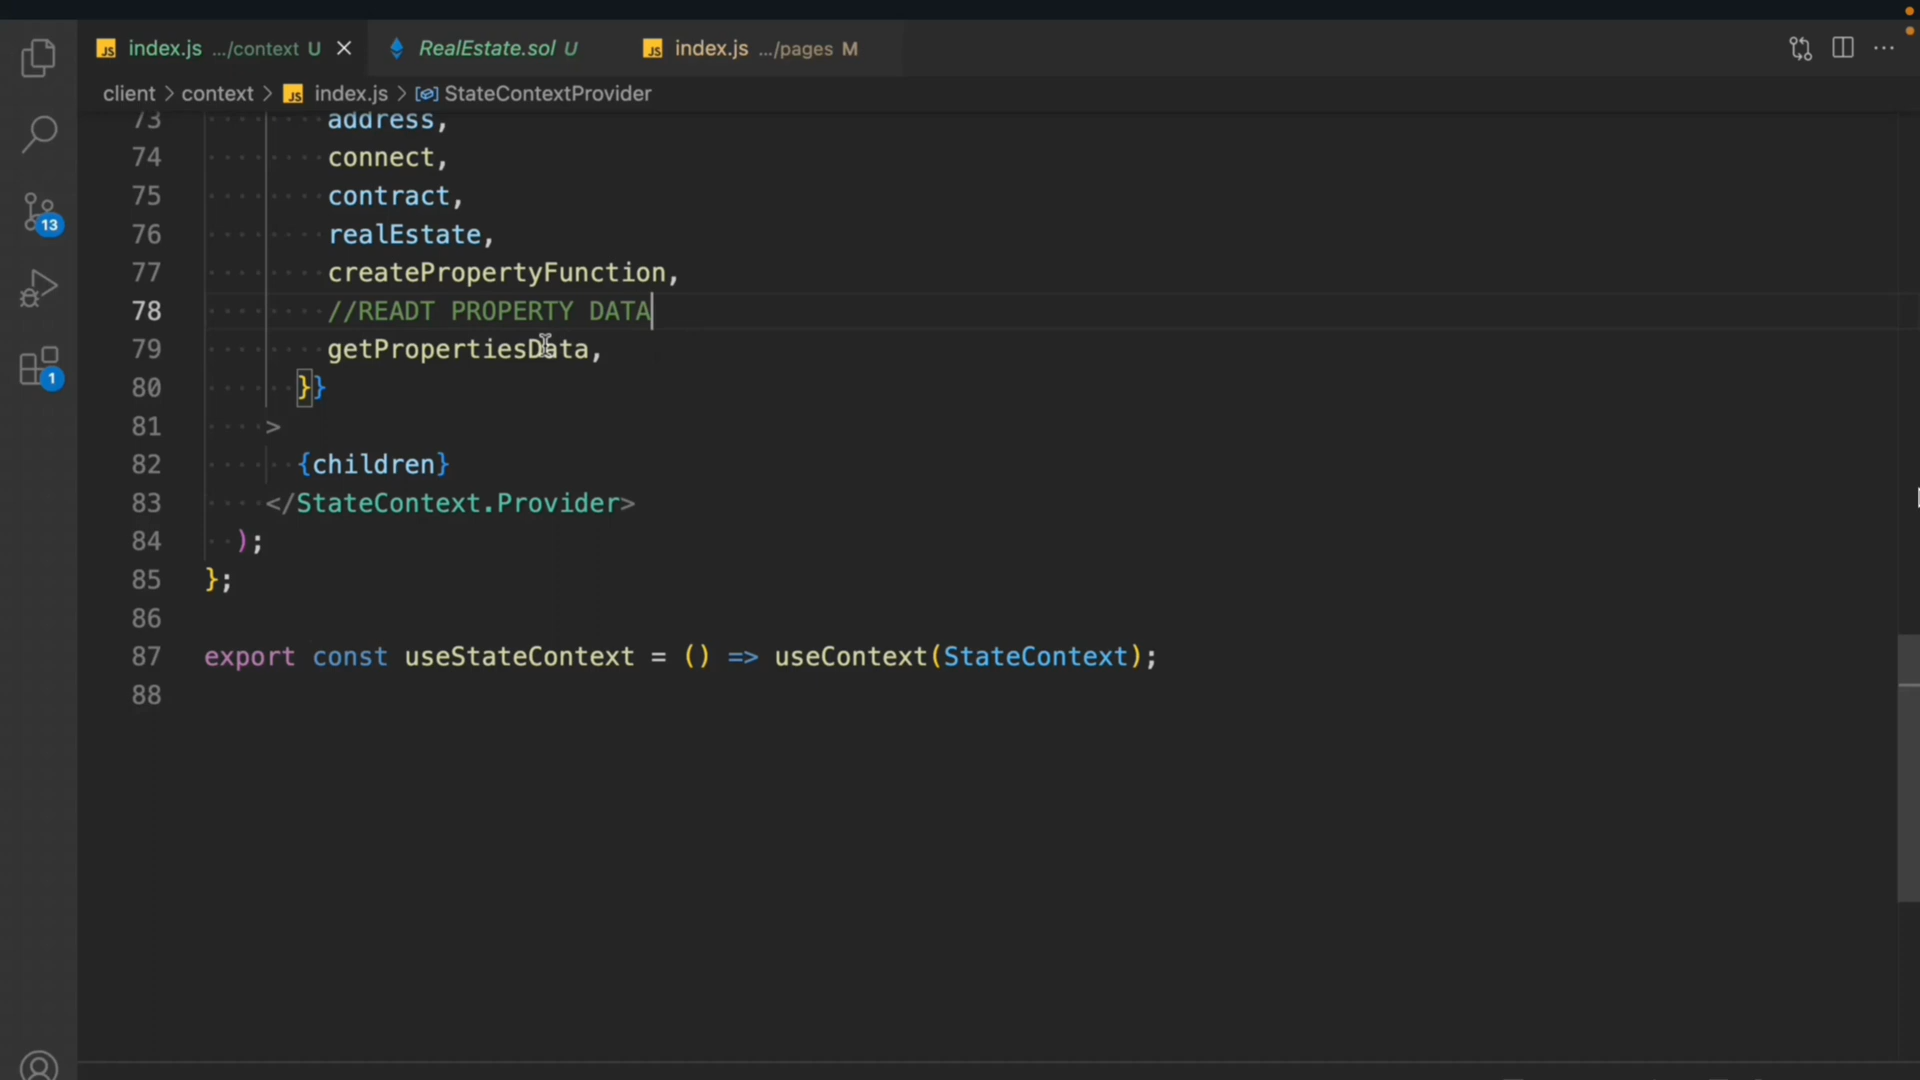 index.js .../context U
RealEstate.sol U
index.js .../pages M
client > context > index.js > StateContextProvider
73 address,
74 connect,
75 contract,
76 realEstate,
77 createPropertyFunction,
78 //READT PROPERTY DATA
79 getPropertiesData,
80 }}
81 >
82 {children}
83 </StateContext.Provider>
84 );
85 };
86
87 export const useStateContext = () => useContext(StateContext);
88
13
1